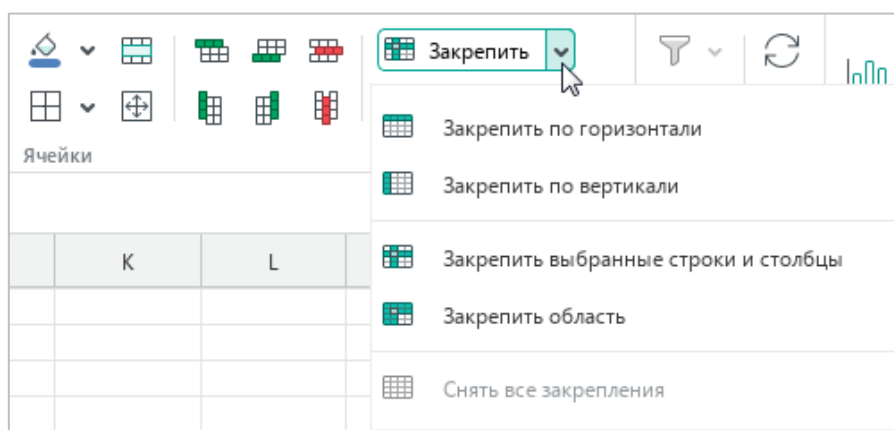 Закрепить
Закрепить по горизонтали
Закрепить по вертикали
Ячейки
K L
Закрепить выбранные строки и столбцы
Закрепить область
Снять все закрепления